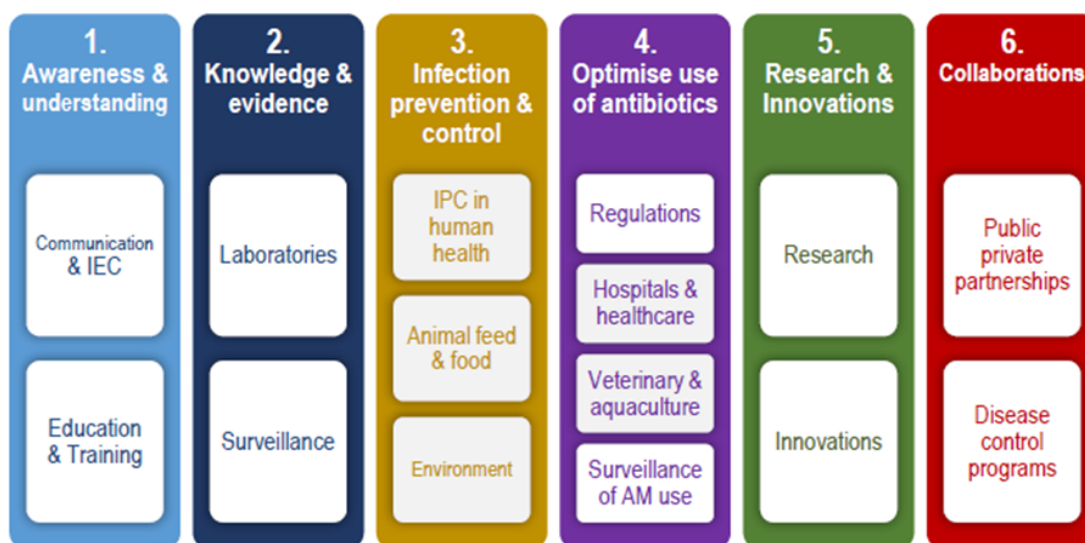 1.
Awareness &
understanding
Communication
& IEC
Education
& Training
2.
Knowledge &
evidence
Laboratories
Surveillance
3.
Infection
prevention &
control
IPC in
human
health
Animal feed
& food
Environment
4.
Optimise use
of antibiotics
Regulations
Hospitals &
healthcare
Veterinary &
aquaculture
Surveillance
of AM use
5.
Research &
Innovations
Research
Innovations
6.
Collaborations
Public
private
partnerships
Disease
control
programs